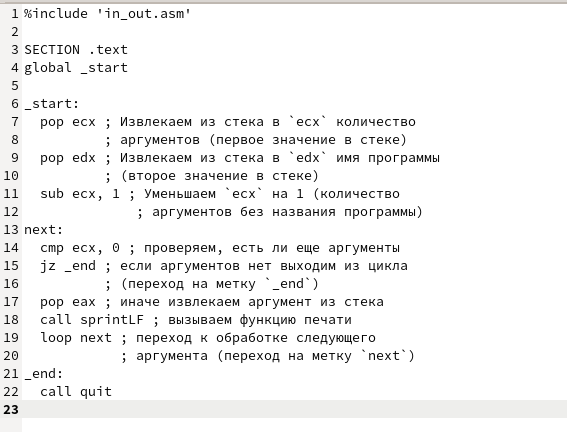 1 %include 'in_out.asm'
2
3 SECTION .text
4 global _start
5
6 _start:
7   pop ecx ; Извлекаем из стека в `ecx` количество
8           ; аргументов (первое значение в стеке)
9   pop edx ; Извлекаем из стека в `edx` имя программы
10           ; (второе значение в стеке)
11   sub ecx, 1 ; Уменьшаем `ecx` на 1 (количество
12               ; аргументов без названия программы)
13 next:
14   cmp ecx, 0 ; проверяем, есть ли еще аргументы
15   jz _end ; если аргументов нет выходим из цикла
16           ; (переход на метку `_end`)
17   pop eax ; иначе извлекаем аргумент из стека
18   call sprintLF ; вызываем функцию печати
19   loop next ; переход к обработке следующего
20             ; аргумента (переход на метку `next`)
21 _end:
22   call quit
23